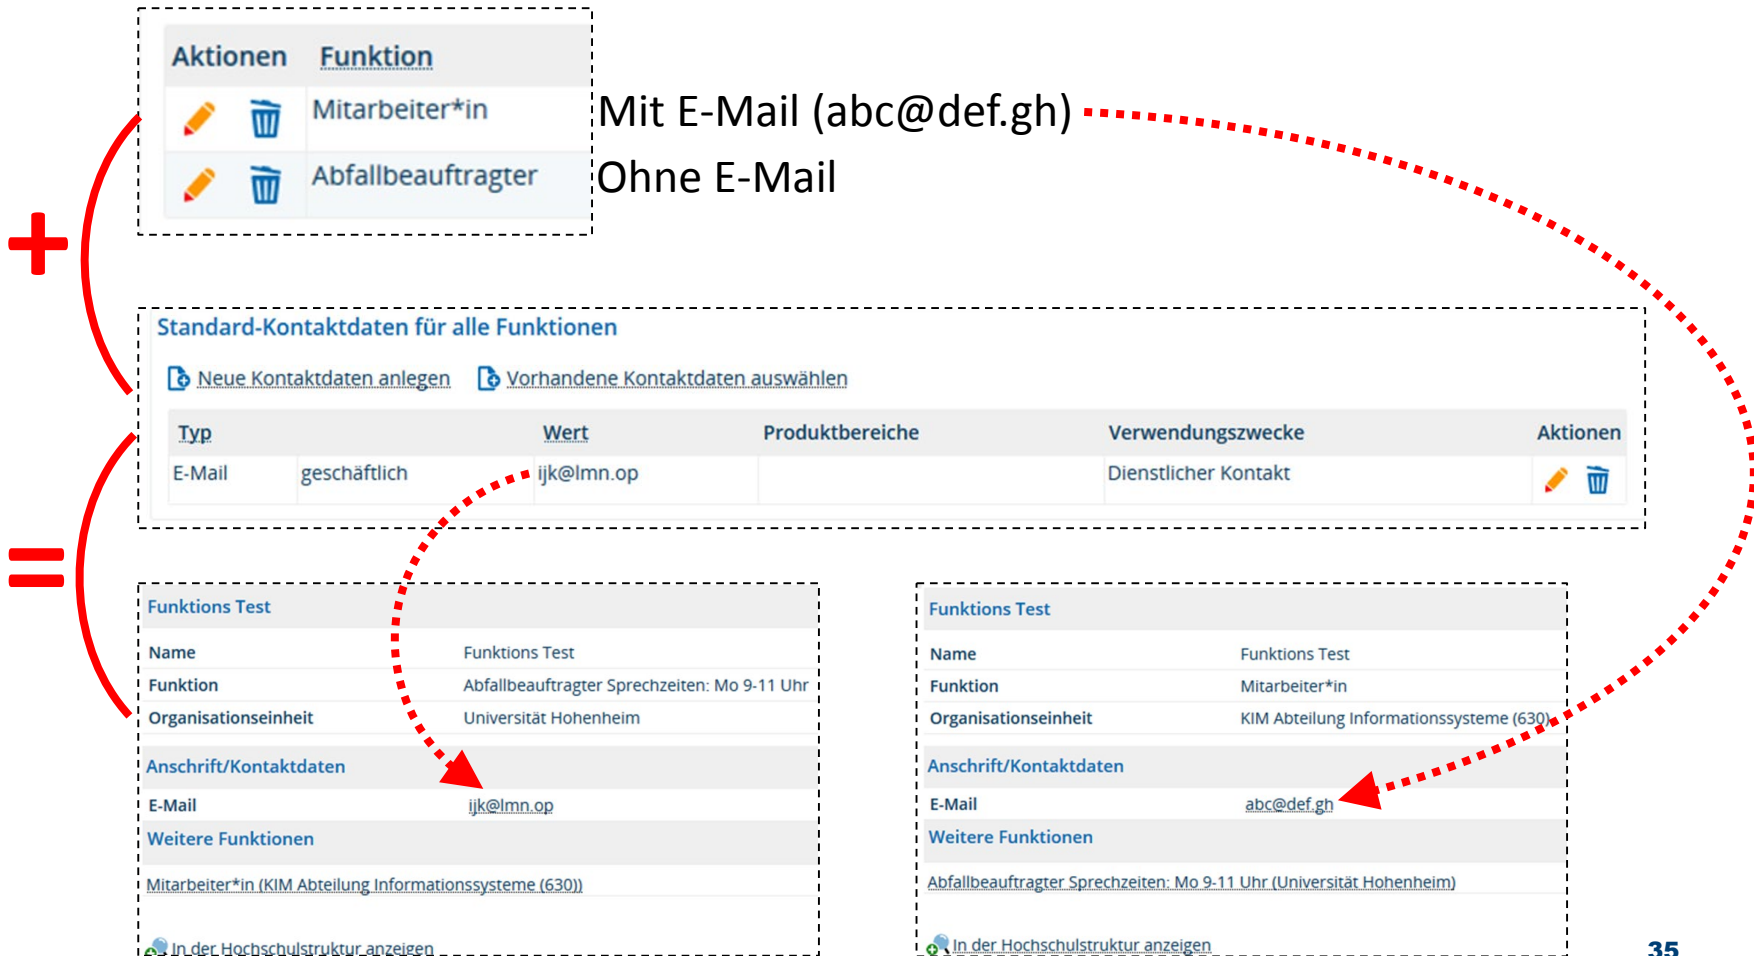 Aktionen Funktion
Mitarbeiter*in Mit E-Mail (abc@def.gh)
Abfallbeauftragter Ohne E-Mail
+
Standard-Kontaktdaten für alle Funktionen
Neue Kontaktdaten anlegen Vorhandene Kontaktdaten auswählen
Typ Wert Produktbereiche Verwendungszwecke Aktionen
E-Mail geschäftlich ijk@lmn.op Dienstlicher Kontakt
=
Funktions Test
Name Funktions Test
Funktion Abfallbeauftragter Sprechzeiten: Mo 9-11 Uhr
Organisationseinheit Universität Hohenheim
Anschrift/Kontaktdaten
E-Mail ijk@lmn.op
Weitere Funktionen
Mitarbeiter*in (KIM Abteilung Informationssysteme (630))
In der Hochschulstruktur anzeigen
Funktions Test
Name Funktions Test
Funktion Mitarbeiter*in
Organisationseinheit KIM Abteilung Informationssysteme (630)
Anschrift/Kontaktdaten
E-Mail abc@def.gh
Weitere Funktionen
Abfallbeauftragter Sprechzeiten: Mo 9-11 Uhr (Universität Hohenheim)
In der Hochschulstruktur anzeigen
35